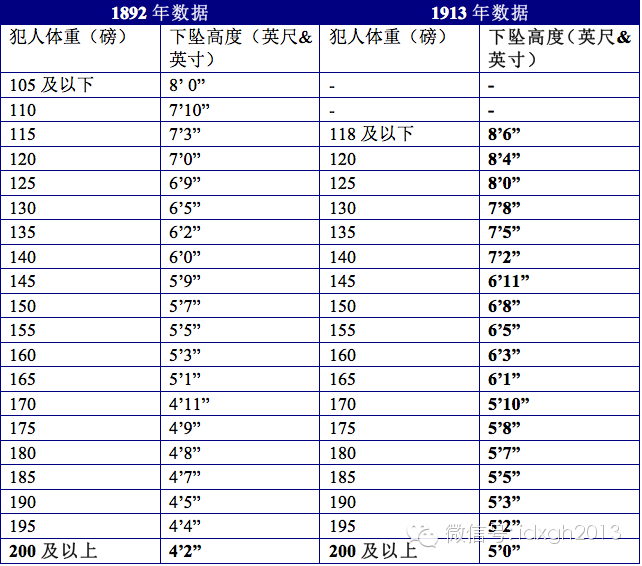 1892 年数据 1913 年数据
犯人体重（磅） 下坠高度（英尺& 犯人体重（磅） 下坠高度（英尺&
英寸） 英寸）
105 及以下 8’ 0” - -
110 7’10” - -
115 7’3” 118 及以下 8’6”
120 7’0” 120 8’4”
125 6’9” 125 8’0”
130 6’5” 130 7’8”
135 6’2” 135 7’5”
140 6’0” 140 7’2”
145 5’9” 145 6’11”
150 5’7” 150 6’8”
155 5’5” 155 6’5”
160 5’3” 160 6’3”
165 5’1” 165 6’1”
170 4’11” 170 5’10”
175 4’9” 175 5’8”
180 4’8” 180 5’7”
185 4’7” 185 5’5”
190 4’5” 190 5’3”
195 4’4” 195 5’2”
微信号: jdxgh2013
200 及以上 4’2” 200 及以上 5’0”